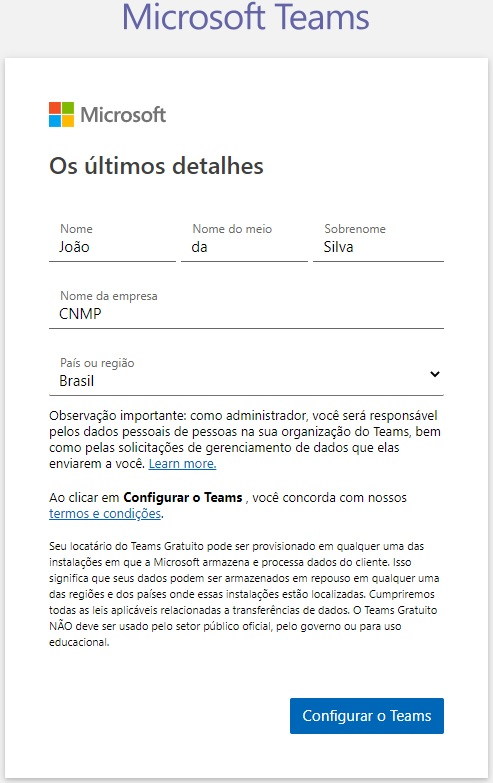 Microsoft Teams
Microsoft
Os últimos detalhes
Nome
João
Nome do meio
da
Sobrenome
Silva
Nome da empresa
CNMP
País ou região
Brasil
Observação importante: como administrador, você será responsável
pelos dados pessoais de pessoas na sua organização do Teams, bem
como pelas solicitações de gerenciamento de dados que elas
enviarem a você. Learn more.
Ao clicar em Configurar o Teams , você concorda com nossos
termos e condições.
Seu locatário do Teams Gratuito pode ser provisionado em qualquer uma das
instalações em que a Microsoft armazena e processa dados do cliente. Isso
significa que seus dados podem ser armazenados em repouso em qualquer uma
das regiões e dos países onde essas instalações estão localizadas. Cumpriremos
todas as leis aplicáveis relacionadas a transferências de dados. O Teams Gratuito
NÃO deve ser usado pelo setor público oficial, pelo governo ou para uso
educacional.
Configurar o Teams